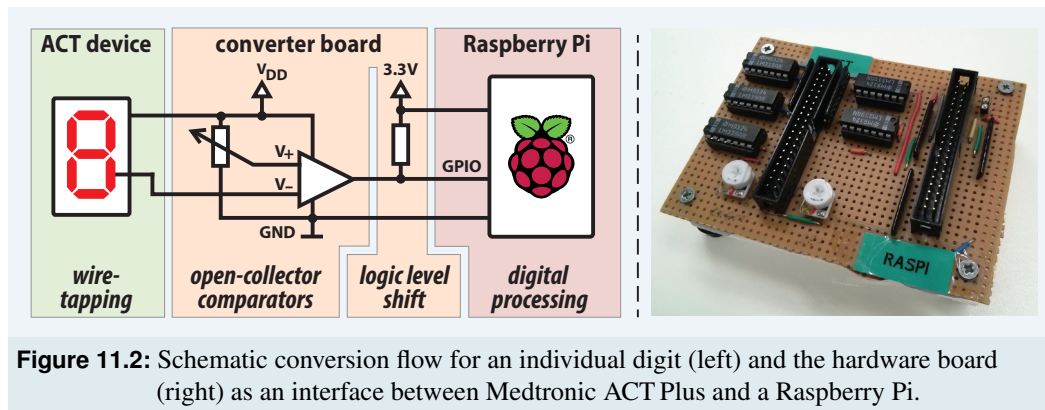 ACT device
converter board
Raspberry Pi
VDD
3.3V
V+
V–
GPIO
®
GND
wire-
tapping
open-collector
comparators
logic level
shift
digital
processing
RASPI
Figure 11.2: Schematic conversion flow for an individual digit (left) and the hardware board
(right) as an interface between Medtronic ACT Plus and a Raspberry Pi.